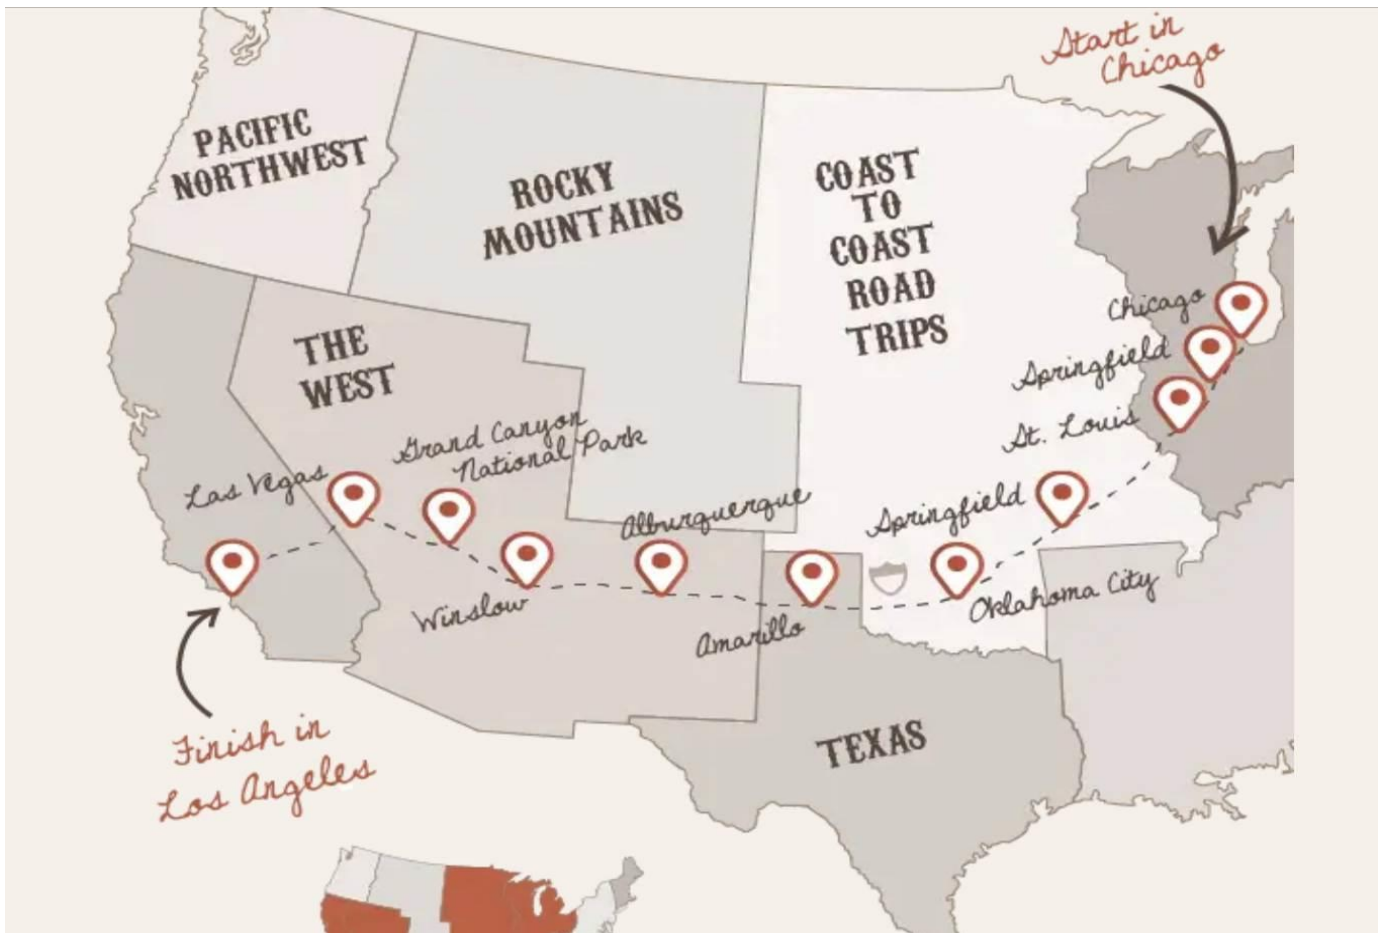 Start in
Chicago
PACIFIC
NORTHWEST
ROCKY
MOUNTAINS
COAST
TO
COAST
ROAD
TRIPS
THE
WEST
Chicago
Springfield
St. Louis
Grand Canyon
National Park
Las Vegas
Alburquerque
Springfield
Winslow
Amarillo
Oklahoma City
TEXAS
Finish in
Los Angeles